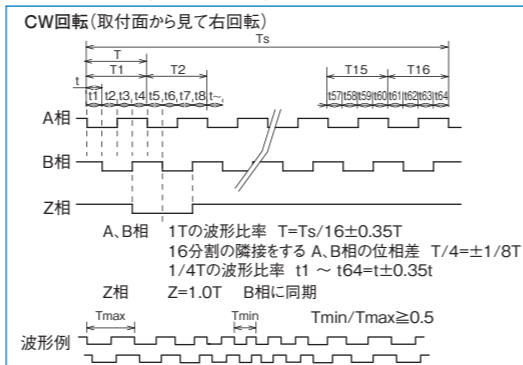 CW回転(取付面から見て右回転)
Ts
T
T1 T2 T15 T16
t
t1 t2 t3 t4 t5 t6 t7 t8 t~ t57 t58 t59 t60 t61 t62 t63 t64
A相
B相
Z相
A、B相 1Tの波形比率 T=Ts/16±0.35T
16分割の隣接をする A、B相の位相差 T/4=±1/8T
1/4Tの波形比率 t1 ~ t64=t±0.35t
Z相 Z=1.0T B相に同期
Tmax Tmin Tmin/Tmax≧0.5
波形例